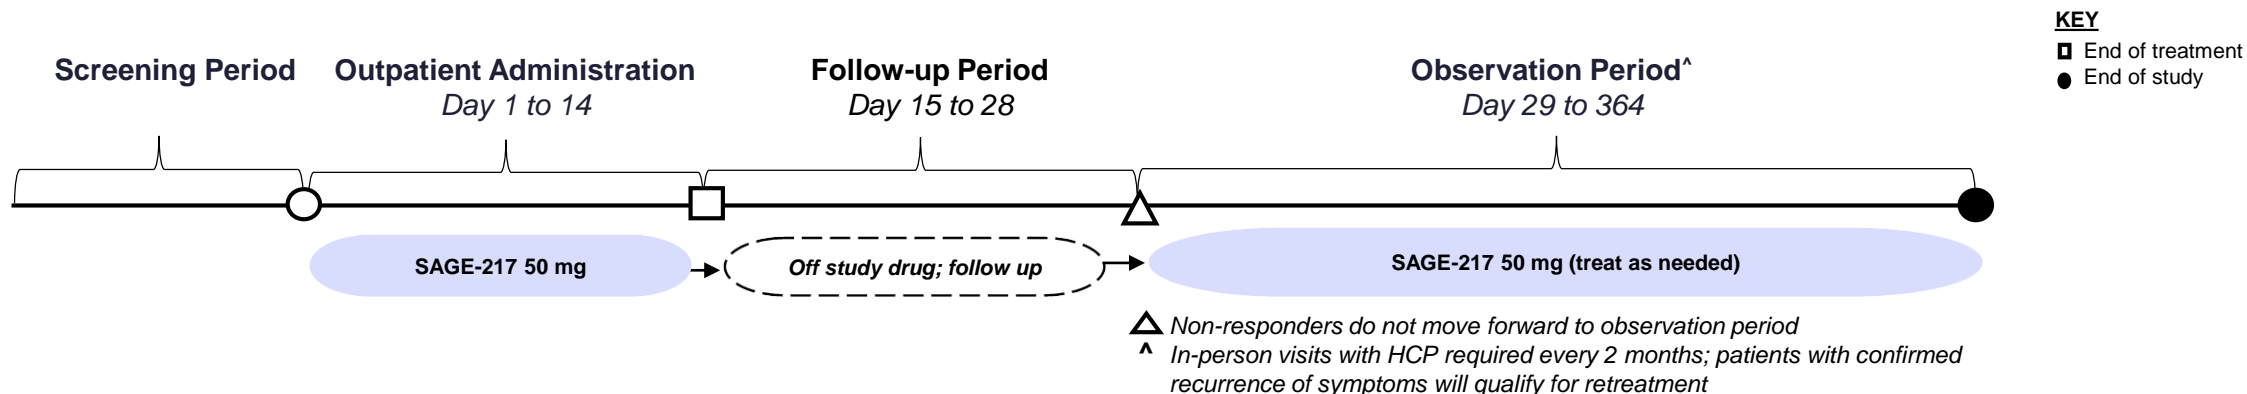 KEY
End of treatment
End of study
Screening Period
Outpatient Administration
Day 1 to 14
Follow-up Period
Day 15 to 28
Observation Period^
Day 29 to 364
SAGE-217 50 mg
Off study drug; follow up
SAGE-217 50 mg (treat as needed)
Non-responders do not move forward to observation period
^ In-person visits with HCP required every 2 months; patients with confirmed
recurrence of symptoms will qualify for retreatment